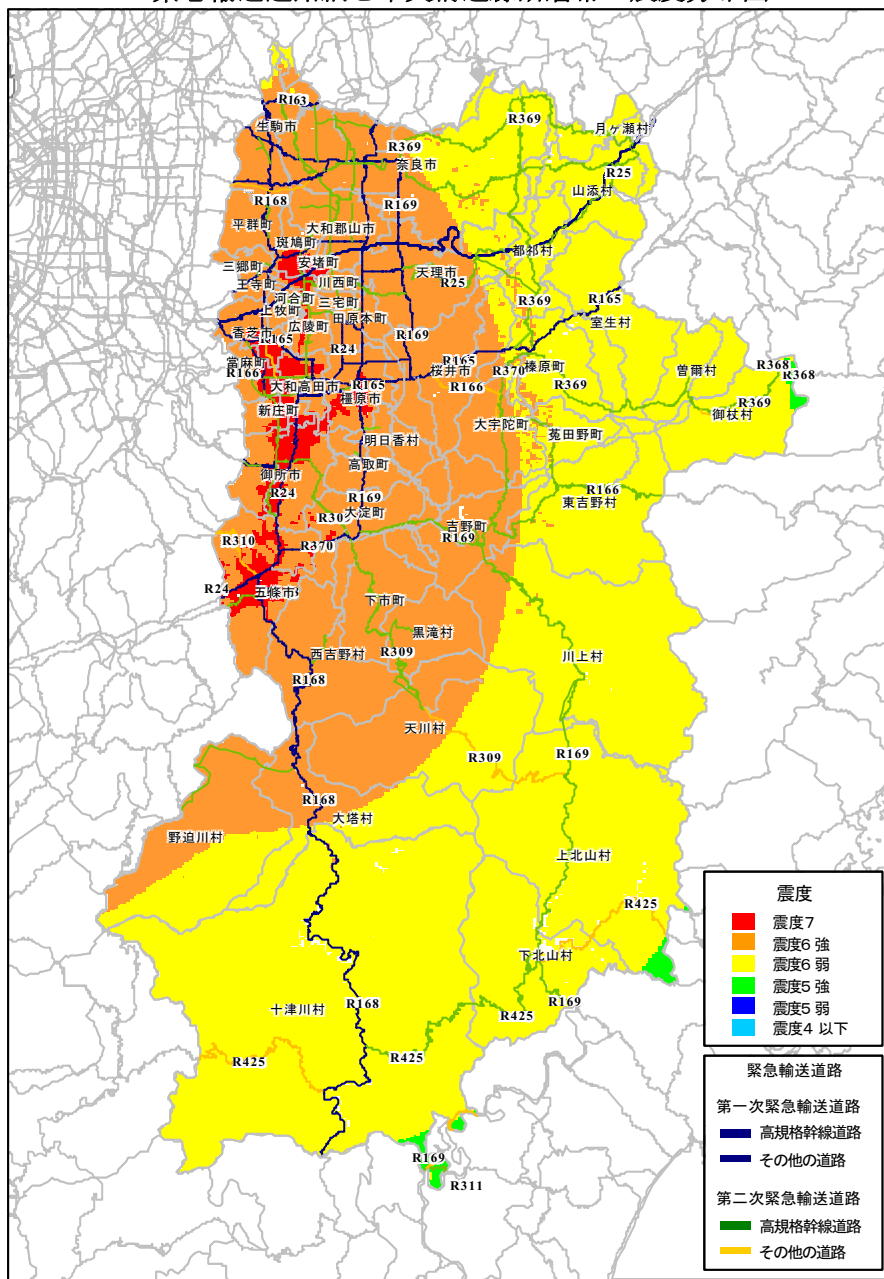 R163
生駒市
R369
R369
月ヶ瀬村
奈良市
R25
山添村
R168
R169
平群町
大和郡山市
斑鳩町
都祁村
三郷町
安堵町
天理市
王寺町
川西町
R25
河合町
三宅町
R369
R165
上牧町
広陵町
田原本町
室生村
香芝市
R165
R24
R169
當麻町
R165
R370
榛原町
曽爾村
R368
R166
桜井市
R368
大和高田市
R165
R166
R369
R369
橿原市
御杖村
新庄町
大宇陀町
菟田野町
明日香村
高取町
御所市
R24
R169
R166
大淀町
東吉野村
R309
吉野町
R310
R370
R169
R24
五條市
下市町
黒滝村
西吉野村
R309
川上村
R168
天川村
R309
R169
R168
大塔村
野迫川村
上北山村
R425
下北山村
十津川村
R168
R169
R425
R425
R425
R169
R311
震度
震度7
震度6 強
震度6 弱
震度5 強
震度5 弱
震度4 以下
緊急輸送道路
第一次緊急輸送道路
高規格幹線道路
その他の道路
第二次緊急輸送道路
高規格幹線道路
その他の道路